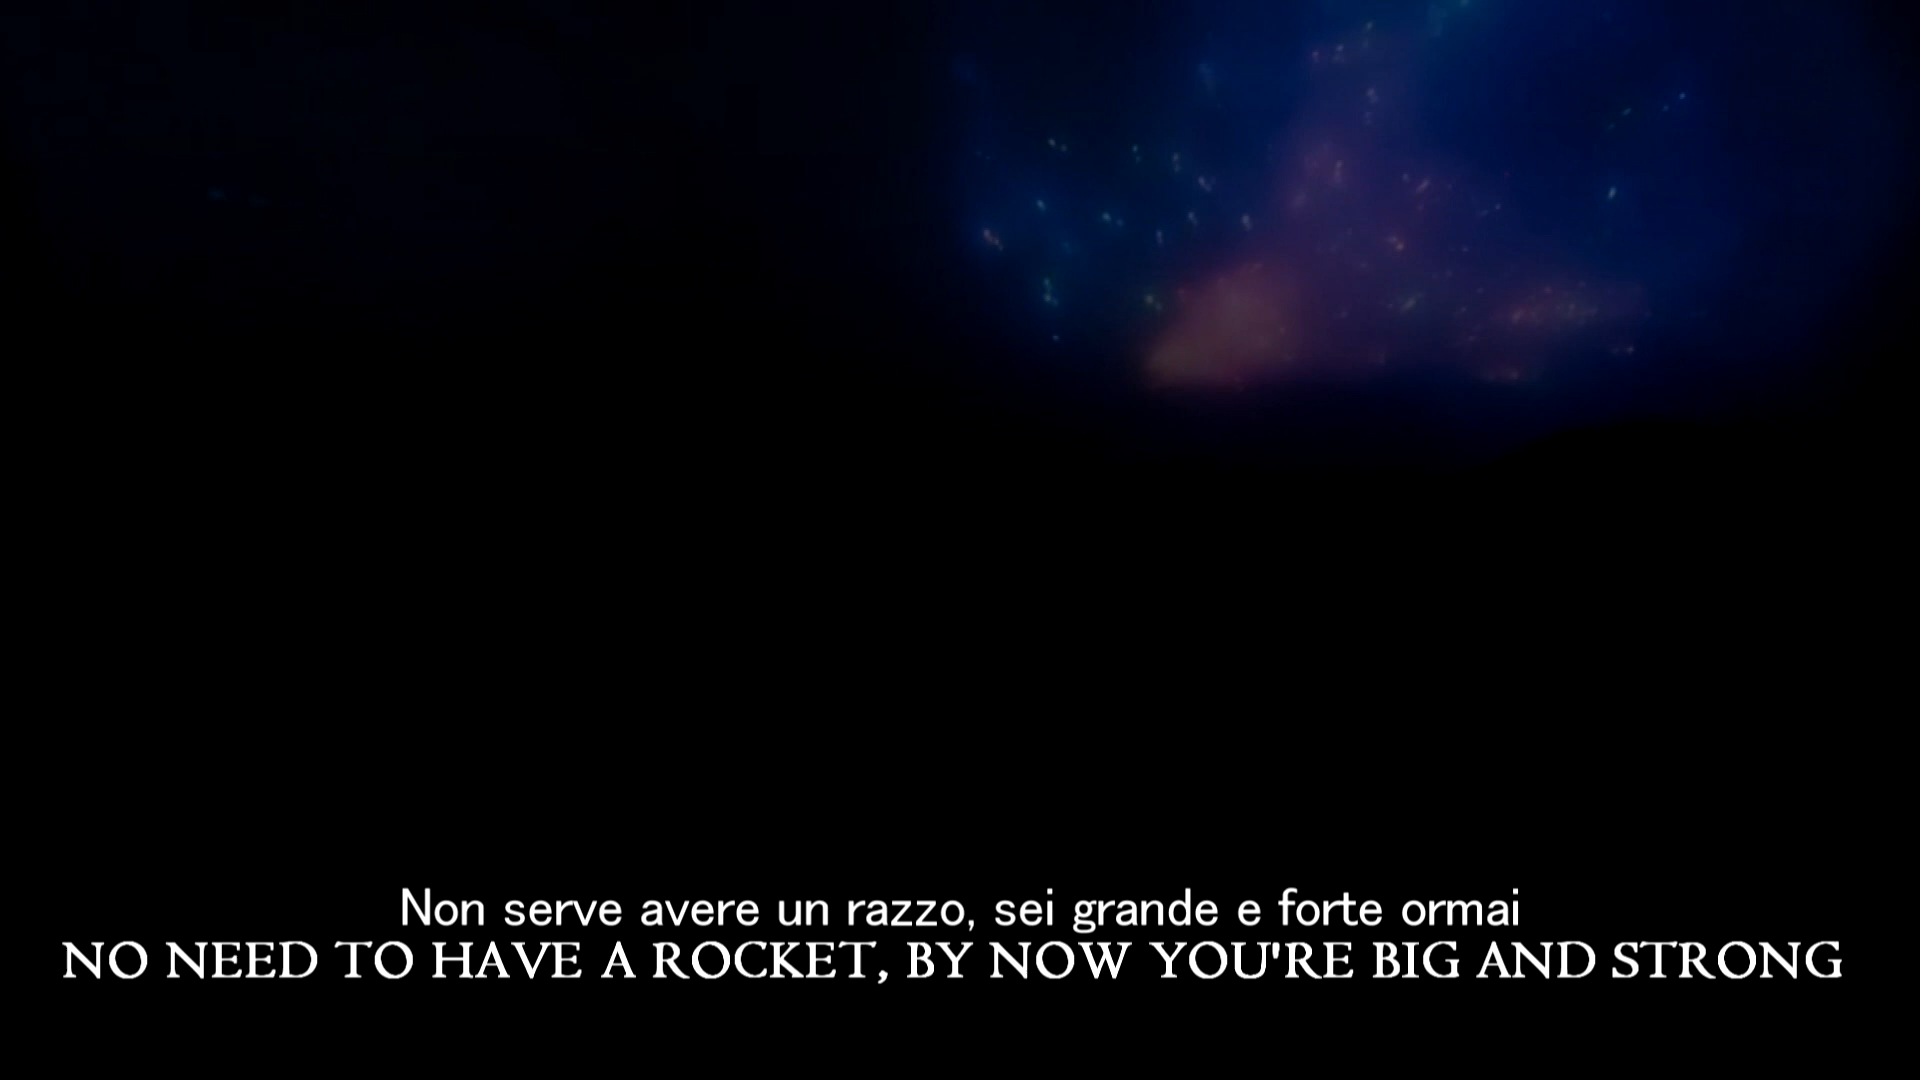 Non serve avere un razzo, sei grande e forte ormai
NO NEED TO HAVE A ROCKET, BY NOW YOU'RE BIG AND STRONG